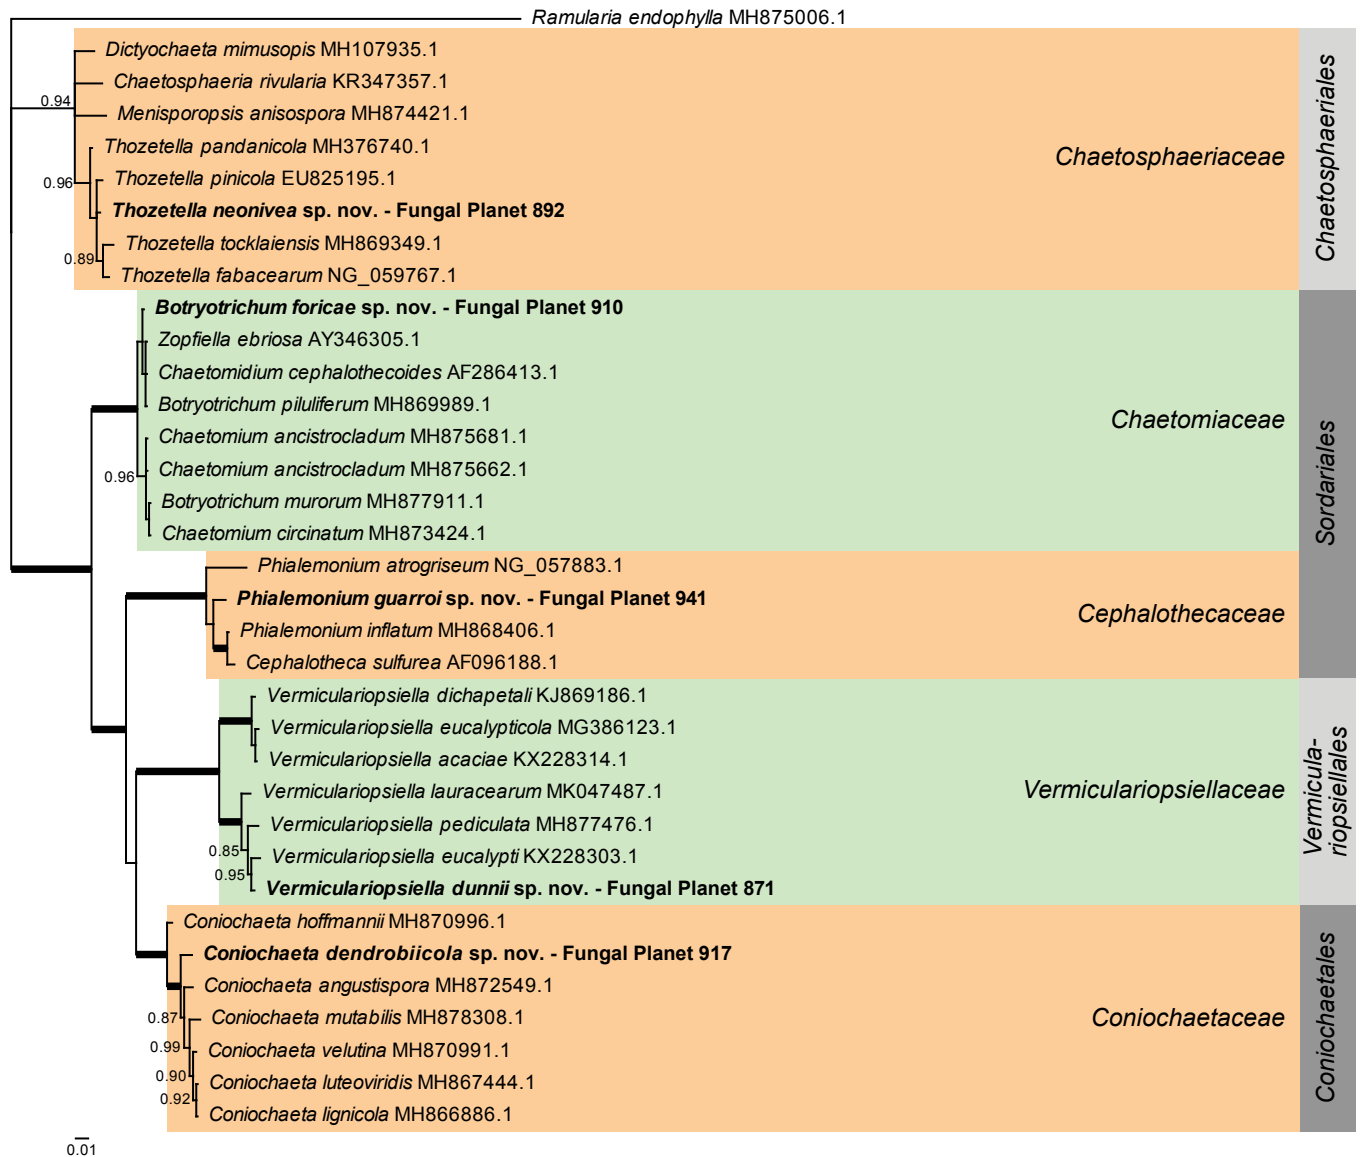 Ramularia endophylla MH875006.1
Dictyochaeta mimusopis MH107935.1
Chaetosphaeria rivularia KR347357.1
0.94
Menisporopsis anisospora MH874421.1
Thozetella pandanicola MH376740.1
Chaetosphaeriaceae
Chaetosphaeriales
0.96
Thozetella pinicola EU825195.1
Thozetella neonivea sp. nov. - Fungal Planet 892
Thozetella tocklaiensis MH869349.1
0.89
Thozetella fabacearum NG_059767.1
Botryotrichum foricae sp. nov. - Fungal Planet 910
Zopfiella ebriosa AY346305.1
Chaetomidium cephalothecoides AF286413.1
Botryotrichum piluliferum MH869989.1
Chaetomiaceae
Chaetomium ancistrocladum MH875681.1
Chaetomium ancistrocladum MH875662.1
0.96
Sordariales
Botryotrichum murorum MH877911.1
Chaetomium circinatum MH873424.1
Phialemonium atrogriseum NG_057883.1
Phialemonium guarroi sp. nov. - Fungal Planet 941
Cephalothecaceae
Phialemonium inflatum MH868406.1
Cephalotheca sulfurea AF096188.1
Vermiculariopsiella dichapetali KJ869186.1
Vermiculariopsiella eucalypticola MG386123.1
Vermiculariopsiella acaciae KX228314.1
Vermiculariopsiellaceae
Vermicula-
riopsiellales
Vermiculariopsiella lauracearum MK047487.1
Vermiculariopsiella pediculata MH877476.1
0.85
Vermiculariopsiella eucalypti KX228303.1
0.95
Vermiculariopsiella dunnii sp. nov. - Fungal Planet 871
Coniochaeta hoffmannii MH870996.1
Coniochaeta dendrobiicola sp. nov. - Fungal Planet 917
Coniochaeta angustispora MH872549.1
0.87
Coniochaeta mutabilis MH878308.1
Coniochaetaceae
Coniochaetales
0.99
Coniochaeta velutina MH870991.1
0.90
Coniochaeta luteoviridis MH867444.1
0.92
Coniochaeta lignicola MH866886.1
0.01